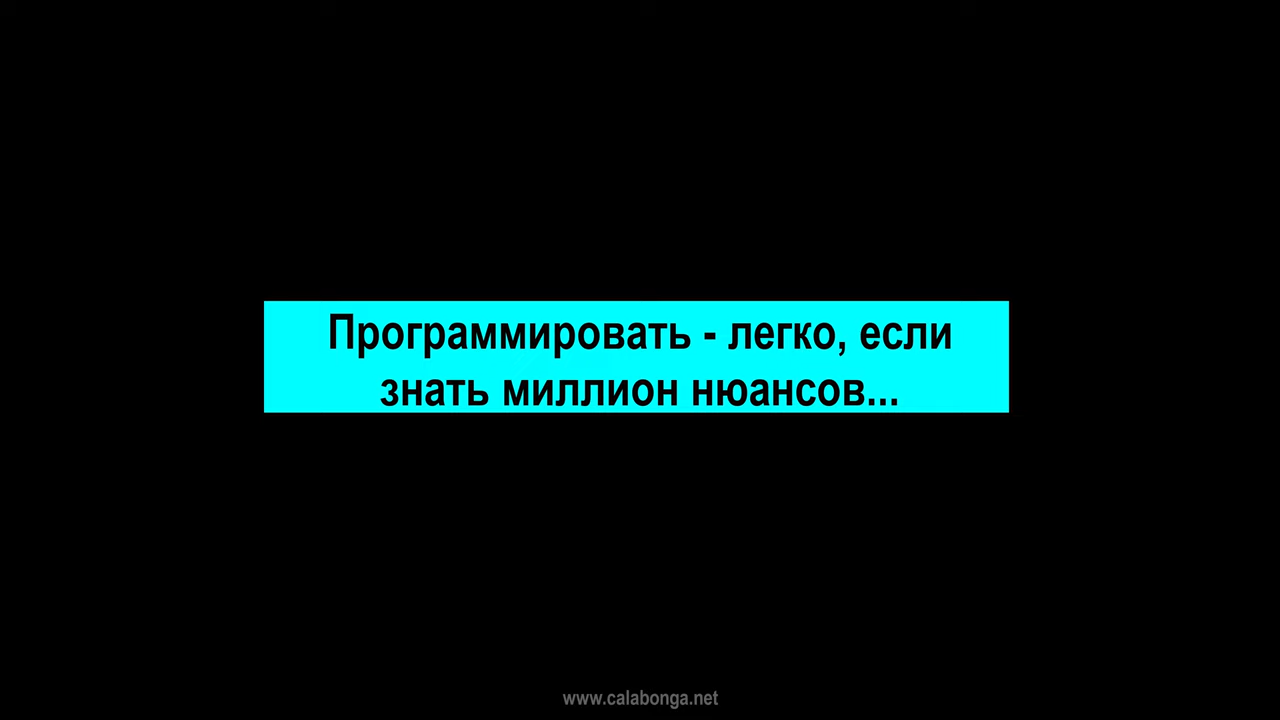 Программировать - легко, если
знать миллион нюансов...
www.calabonga.net